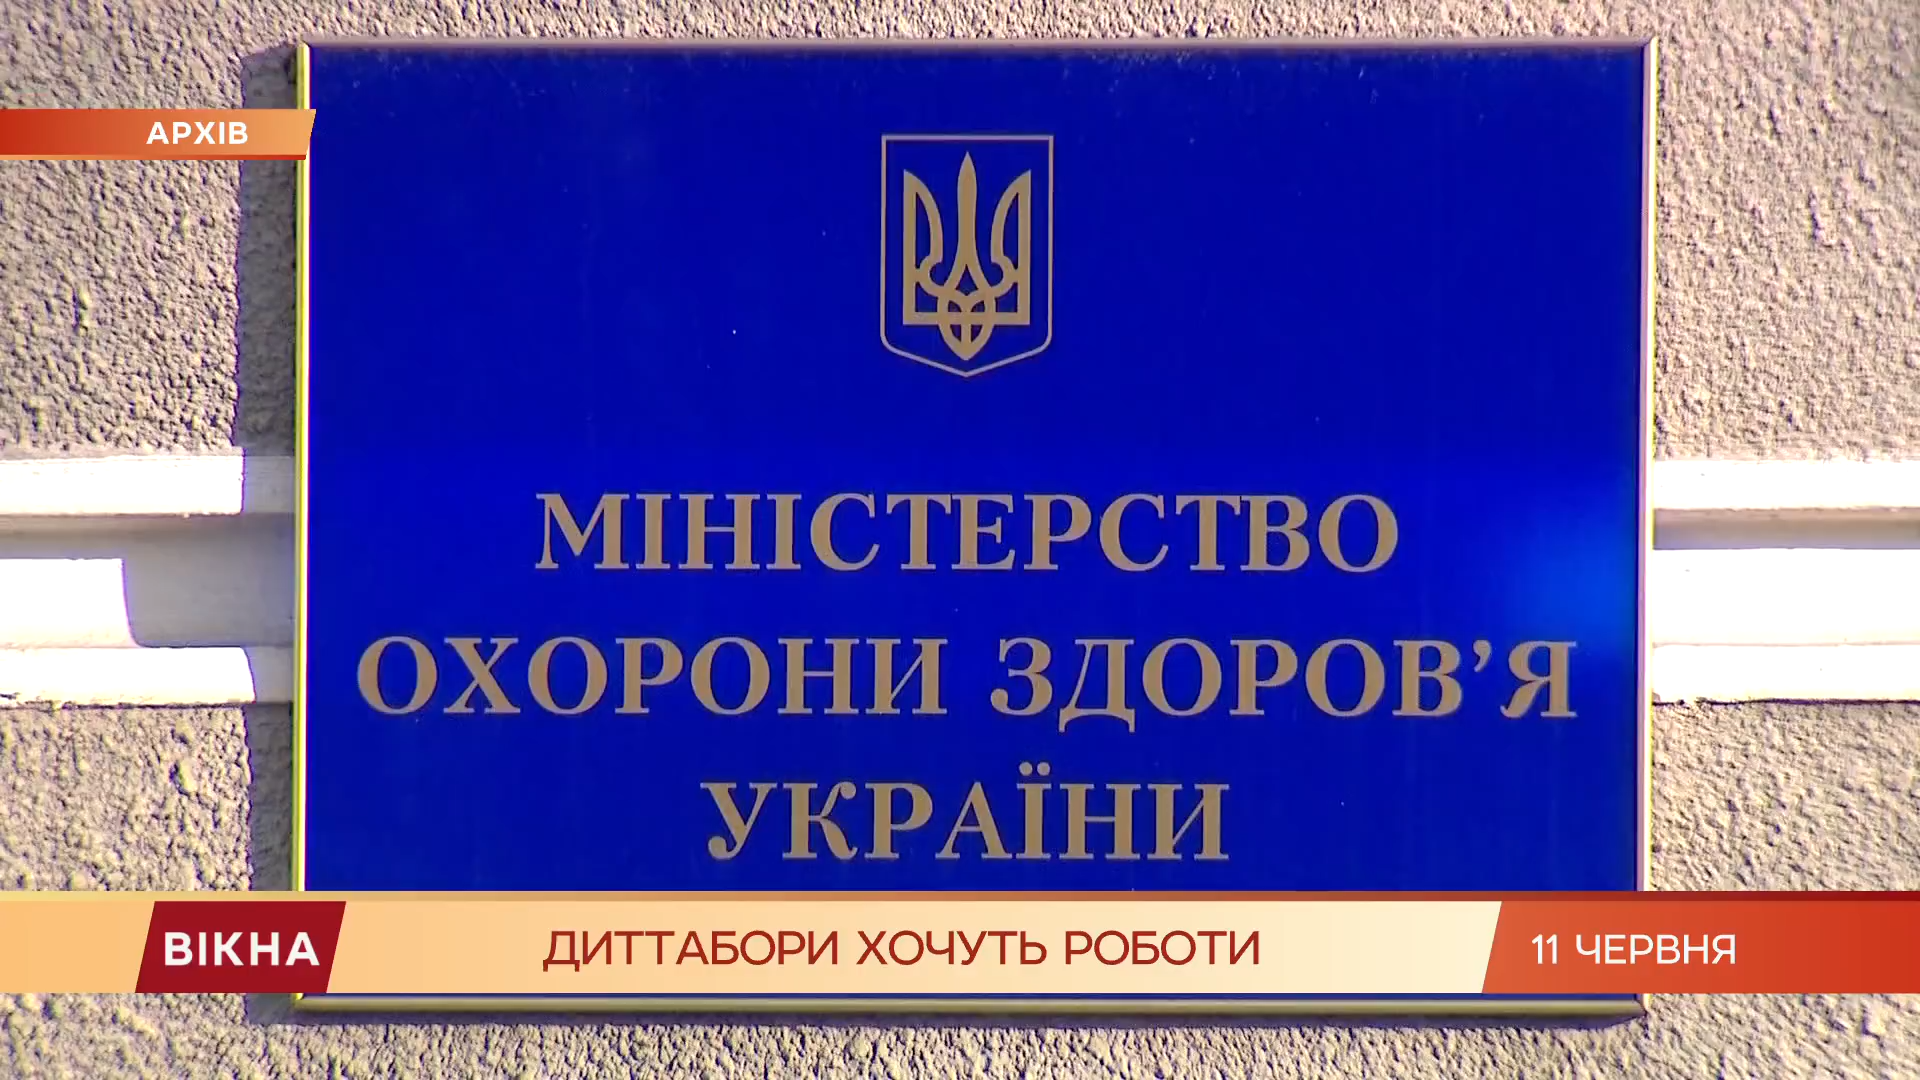 АРХІВ
МІНІСТЕРСТВО
ОХОРОНИ ЗДОРОВ’Я
УКРАЇНИ
ВІКНА
ДИТТАБОРИ ХОЧУТЬ РОБОТИ
11 ЧЕРВНЯ